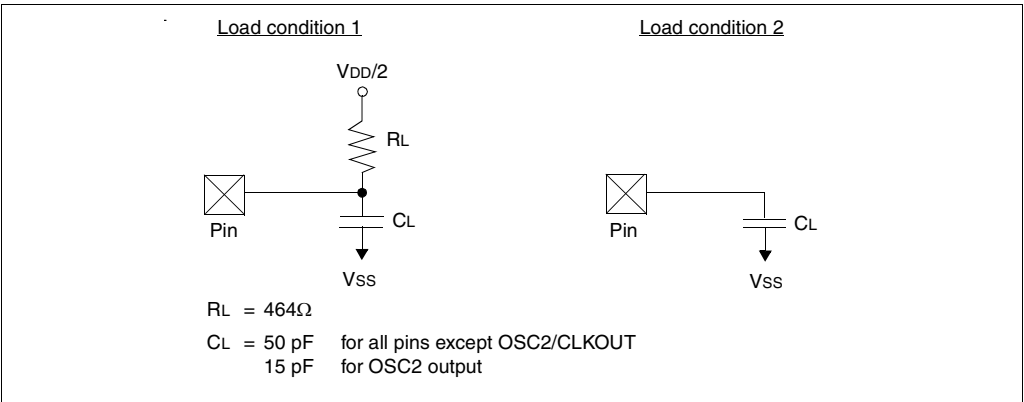 Load condition 1
Load condition 2
VDD/2
RL
Pin
CL
VSS
Pin
CL
VSS
RL = 464Ω
CL = 50 pF for all pins except OSC2/CLKOUT
15 pF for OSC2 output